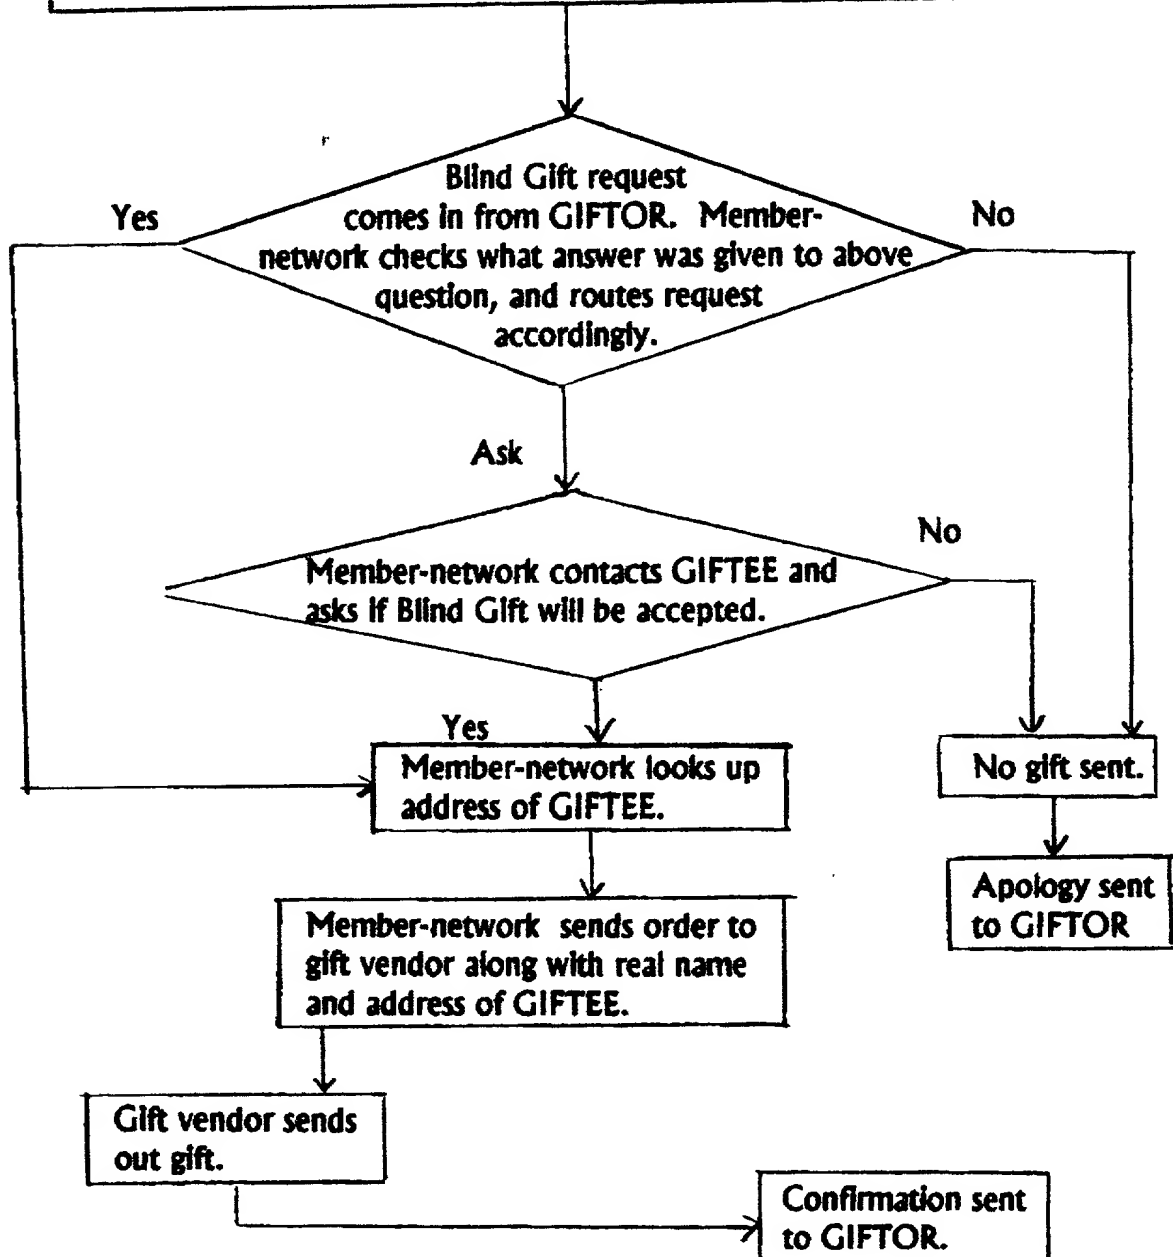 Blind Gift request
comes in from GIFTOR. Member-
network checks what answer was given to above
question, and routes request
accordingly.
Yes
No
Ask
Member-network contacts GIFTEE and
asks if Blind Gift will be accepted.
No
Yes
Member-network looks up
address of GIFTEE.
No gift sent.
Apology sent
to GIFTOR
Member-network sends order to
gift vendor along with real name
and address of GIFTEE.
Gift vendor sends
out gift.
Confirmation sent
to GIFTOR.